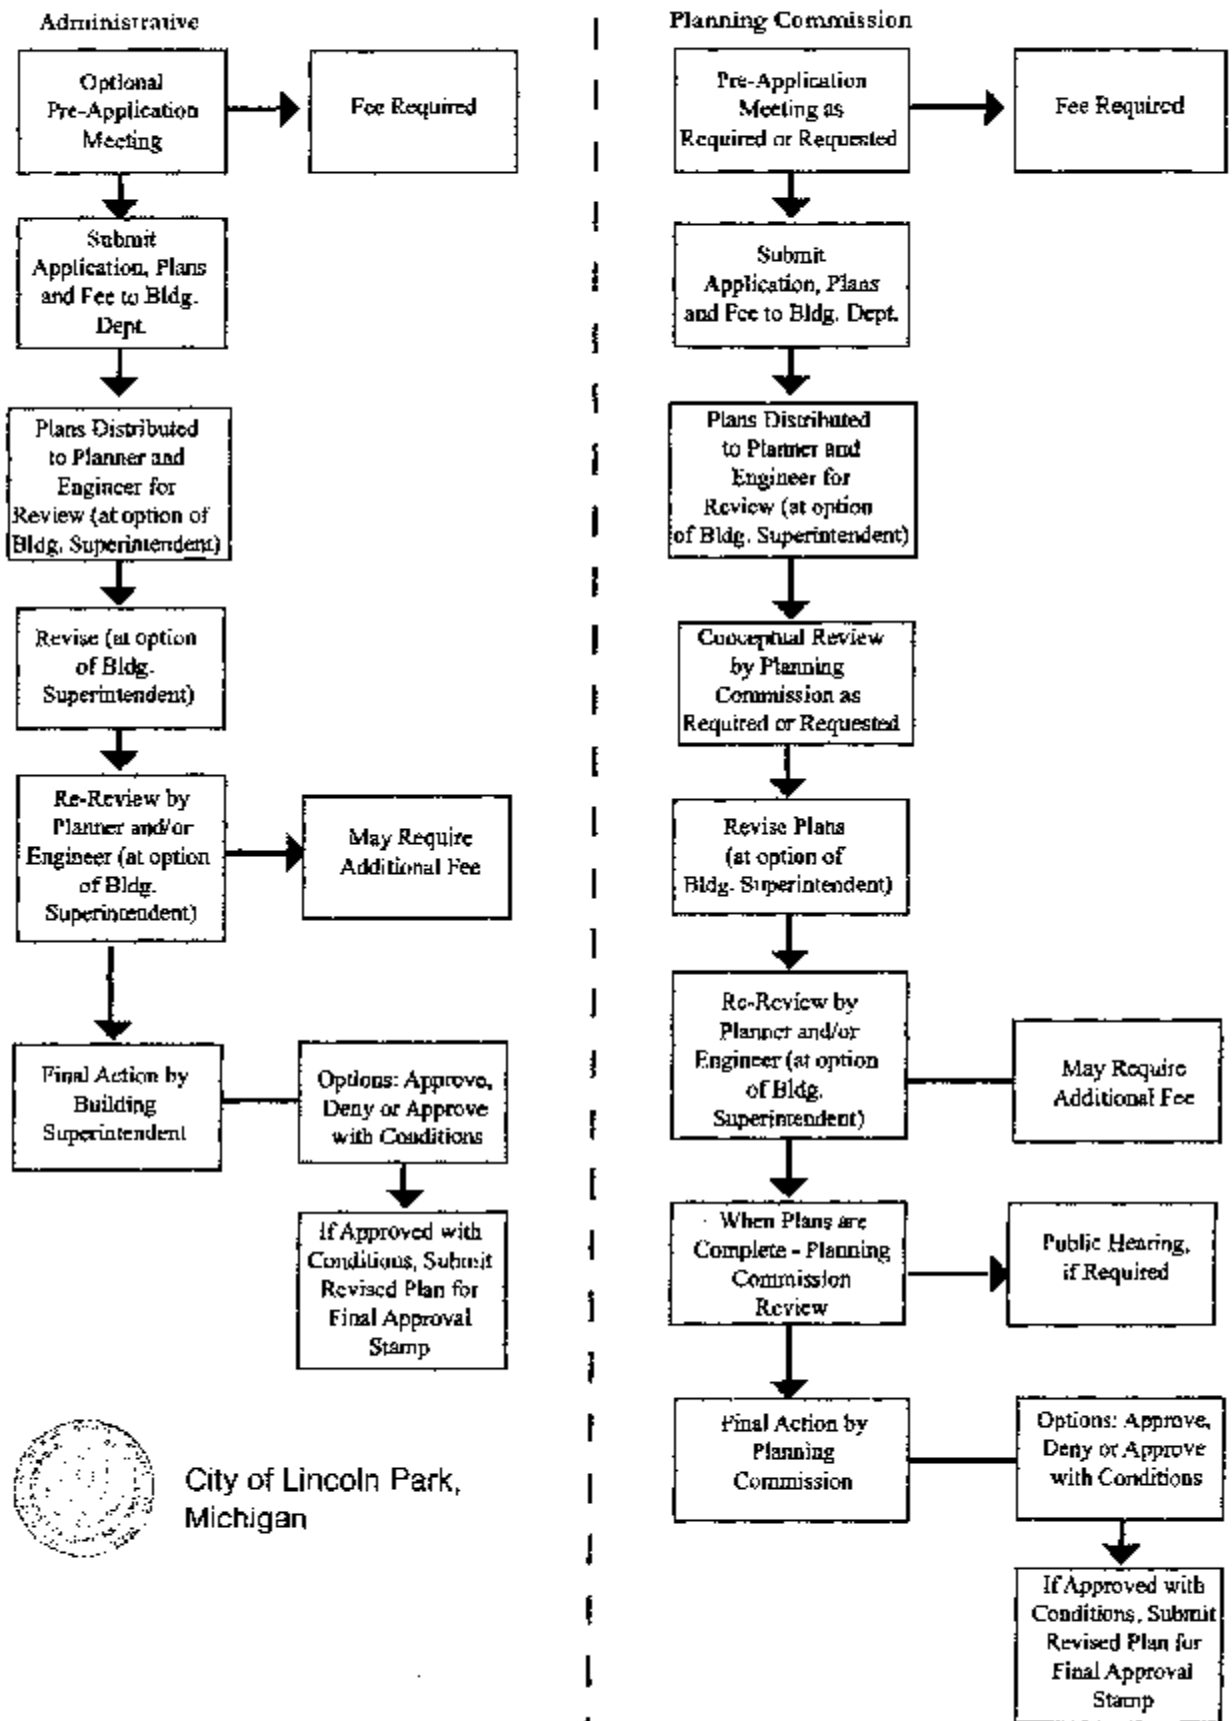 Administrative
Optional
Pre-Application
Meeting
Fee Required
Submit
Application, Plans
and Fee to Bldg.
Dept.
Plans Distributed
to Planner and
Engineer for
Review (at option of
Bldg. Superintendent)
Revise (at option
of Bldg.
Superintendent)
Re-Review by
Planner and/or
Engineer (at option
of Bldg.
Superintendent)
May Require
Additional Fee
Final Action by
Building
Superintendent
Options: Approve,
Deny or Approve
with Conditions
If Approved with
Conditions, Submit
Revised Plan for
Final Approval
Stamp
City of Lincoln Park,
Michigan
Planning Commission
Pre-Application
Meeting as
Required or Requested
Fee Required
Submit
Application, Plans
and Fee to Bldg. Dept.
Plans Distributed
to Planner and
Engineer for
Review (at option
of Bldg. Superintendent)
Conceptual Review
by Planning
Commission as
Required or Requested
Revise Plans
(at option of
Bldg. Superintendent)
Re-Review by
Planner and/or
Engineer (at option
of Bldg.
Superintendent)
May Require
Additional Fee
When Plans are
Complete - Planning
Commission
Review
Public Hearing,
if Required
Final Action by
Planning
Commission
Options: Approve,
Deny or Approve
with Conditions
If Approved with
Conditions, Submit
Revised Plan for
Final Approval
Stamp